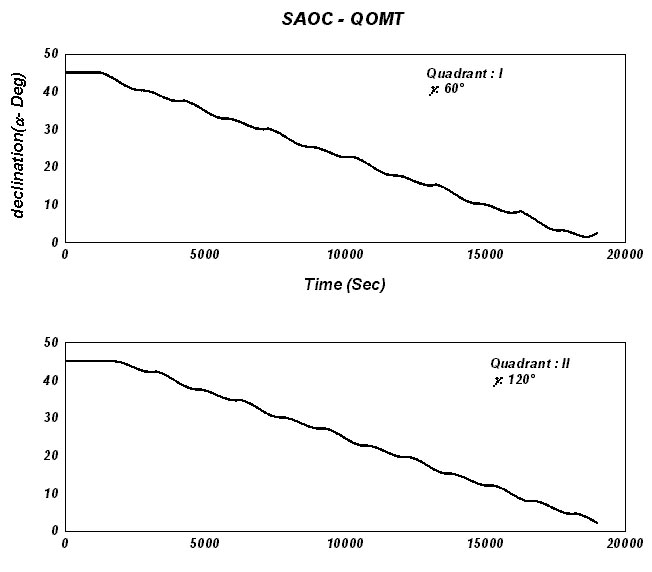 SAOC - QOMT
50
40
30
20
10
0
declination(α- Deg)
Quadrant : I
γ: 60°
0 5000 10000 15000 20000
Time (Sec)
50
40
30
20
10
0
Quadrant : II
γ: 120°
0 5000 10000 15000 20000